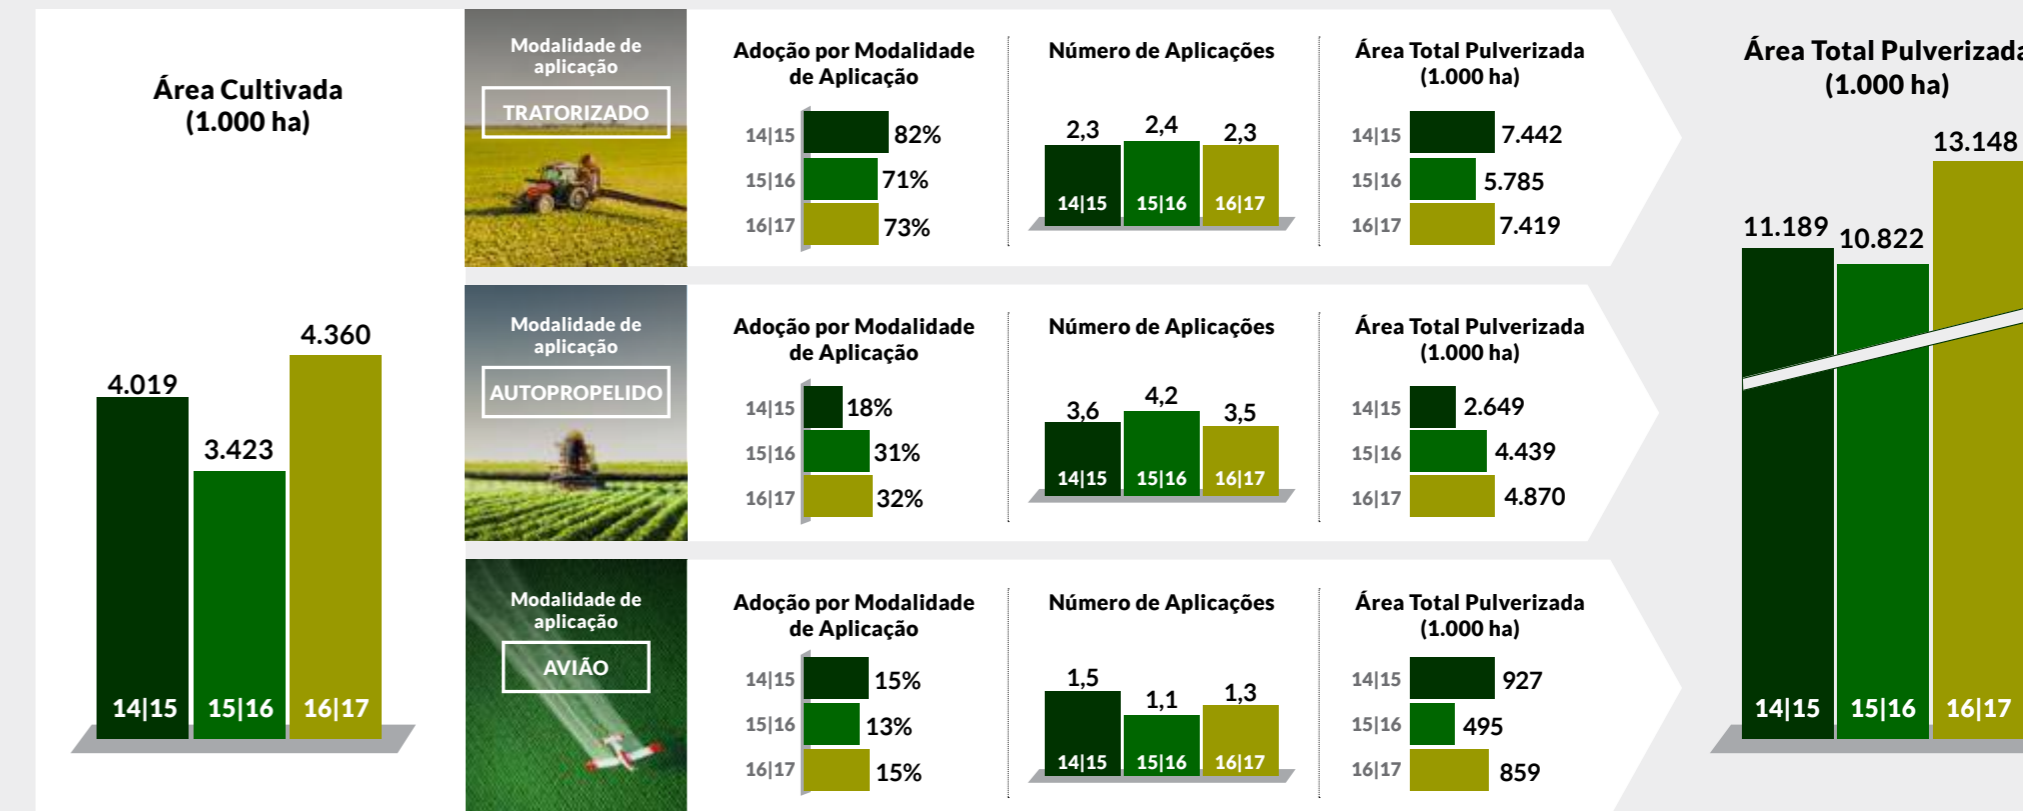 Área Cultivada
(1.000 ha)
4.019
3.423
4.360
14|15
15|16
16|17
Modalidade de
aplicação
TRATORIZADO
Adoção por Modalidade
de Aplicação
14|15 82%
15|16 71%
16|17 73%
Número de Aplicações
2,3
2,4
2,3
14|15
15|16
16|17
Área Total Pulverizada
(1.000 ha)
14|15 7.442
15|16 5.785
16|17 7.419
Modalidade de
aplicação
AUTOPROPELIDO
Adoção por Modalidade
de Aplicação
14|15 18%
15|16 31%
16|17 32%
Número de Aplicações
3,6
4,2
3,5
14|15
15|16
16|17
Área Total Pulverizada
(1.000 ha)
14|15 2.649
15|16 4.439
16|17 4.870
Modalidade de
aplicação
AVIÃO
Adoção por Modalidade
de Aplicação
14|15 15%
15|16 13%
16|17 15%
Número de Aplicações
1,5
1,1
1,3
14|15
15|16
16|17
Área Total Pulverizada
(1.000 ha)
14|15 927
15|16 495
16|17 859
Área Total Pulverizada
(1.000 ha)
11.189
10.822
13.148
14|15
15|16
16|17